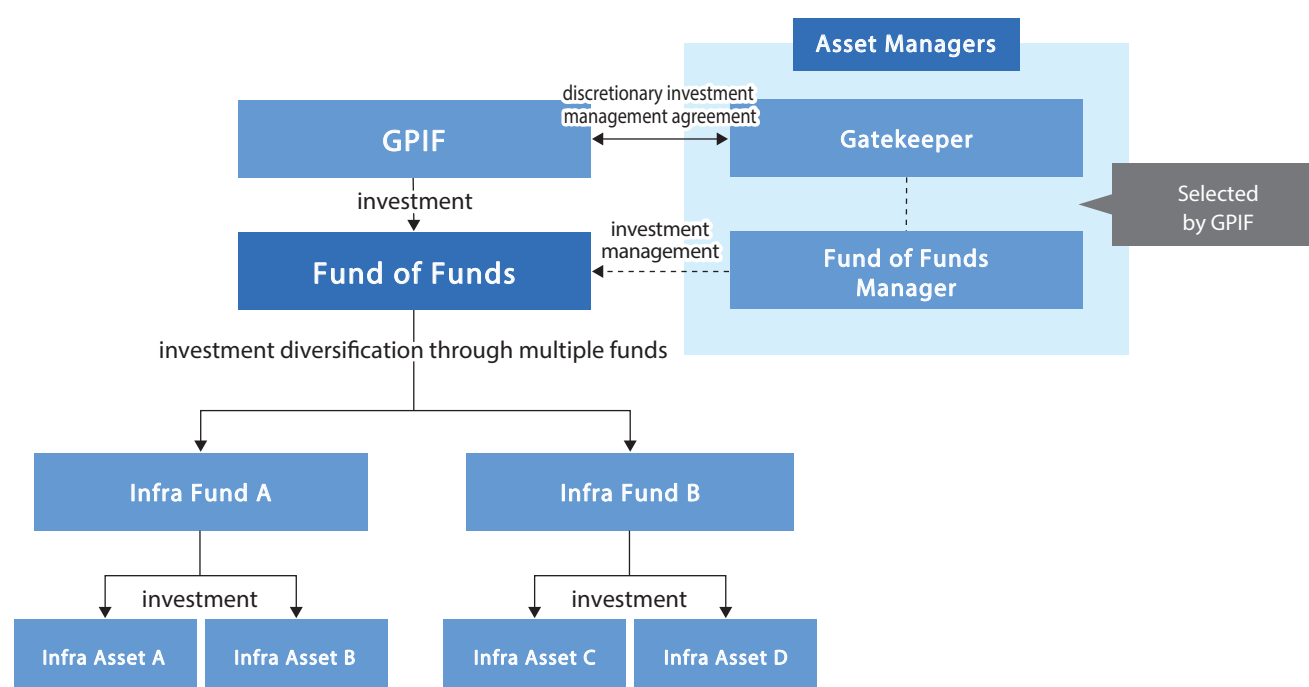 Asset Managers
discretionary investment
management agreement
GPIF
Gatekeeper
investment
Selected
by GPIF
investment
management
Fund of Funds
Fund of Funds
Manager
investment diversification through multiple funds
Infra Fund A
Infra Fund B
investment
investment
Infra Asset A
Infra Asset B
Infra Asset C
Infra Asset D